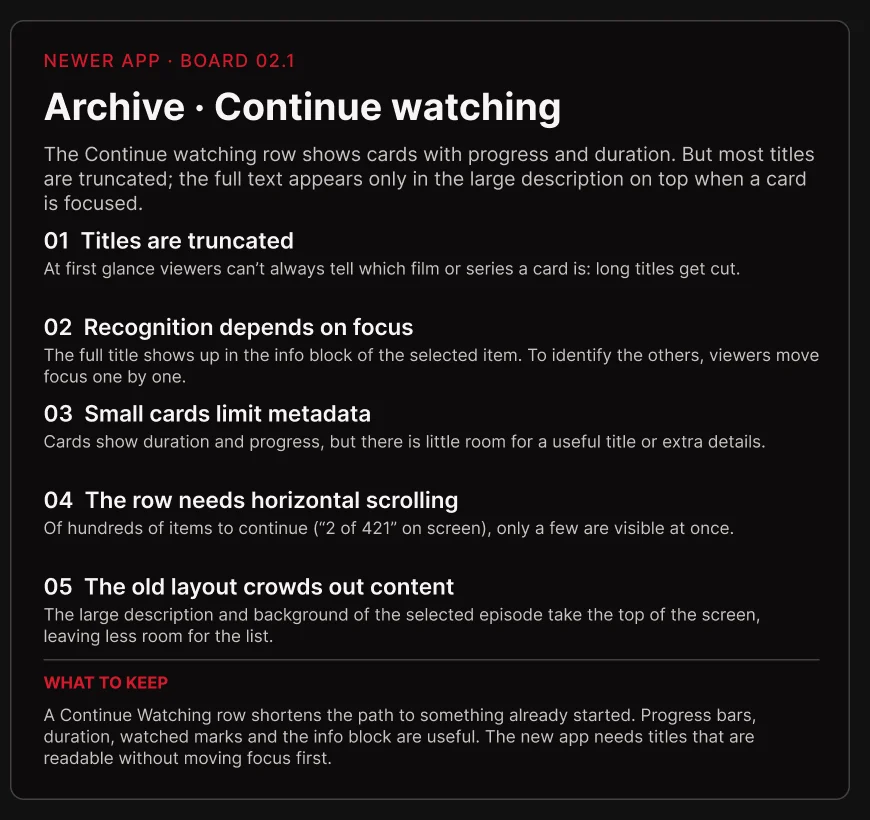 NEWER APP · BOARD 02.1
Archive · Continue watching
The Continue watching row shows cards with progress and duration. But most titles
are truncated; the full text appears only in the large description on top when a card
is focused.
01 Titles are truncated
At first glance viewers can’t always tell which film or series a card is: long titles get cut.
02 Recognition depends on focus
The full title shows up in the info block of the selected item. To identify the others, viewers move
focus one by one.
03 Small cards limit metadata
Cards show duration and progress, but there is little room for a useful title or extra details.
04 The row needs horizontal scrolling
Of hundreds of items to continue (“2 of 421” on screen), only a few are visible at once.
05 The old layout crowds out content
The large description and background of the selected episode take the top of the screen,
leaving less room for the list.
WHAT TO KEEP
A Continue Watching row shortens the path to something already started. Progress bars,
duration, watched marks and the info block are useful. The new app needs titles that are
readable without moving focus first.